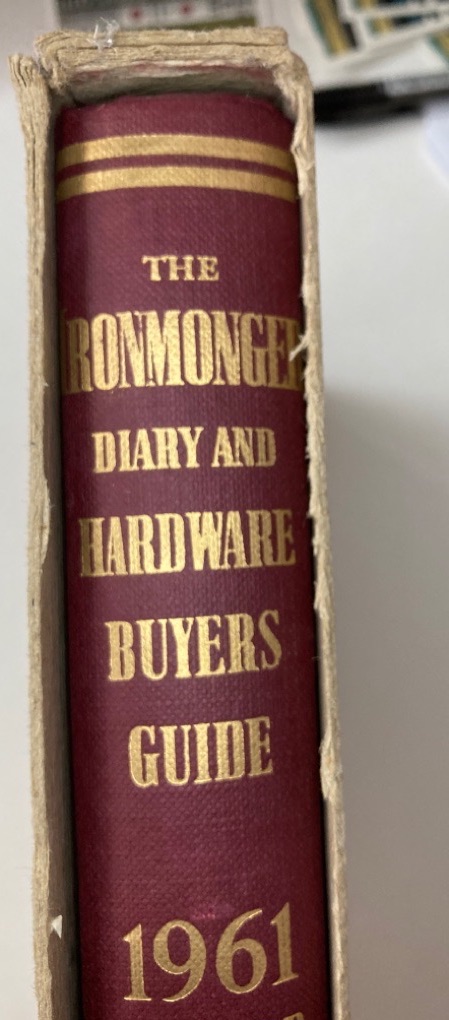 THE
IRONMONGER
DIARY AND
HARDWARE
BUYERS
GUIDE
1961